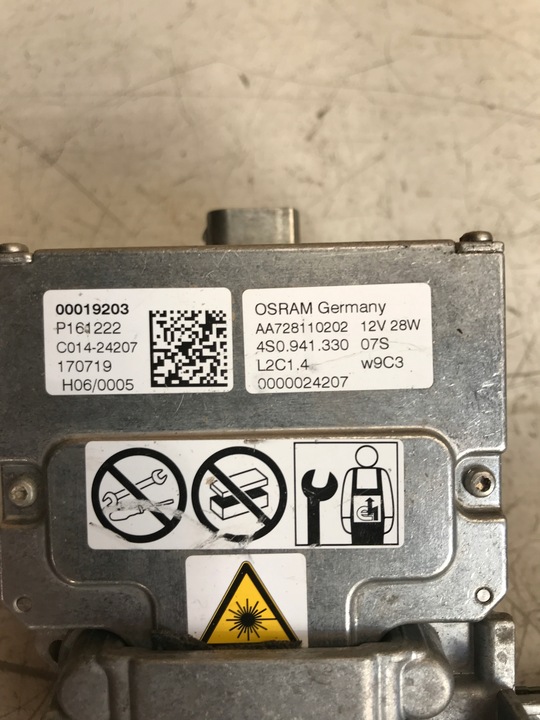 00019203
P161222
C014-24207
170719
H06/0005
OSRAM Germany
AA728110202 12V 28W
4S0.941.330 07S
L2C1.4 w9C3
0000024207